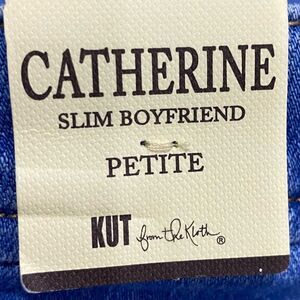 CATHERINE
SLIM BOYFRIEND
PETITE
KUT from the Kloth ®